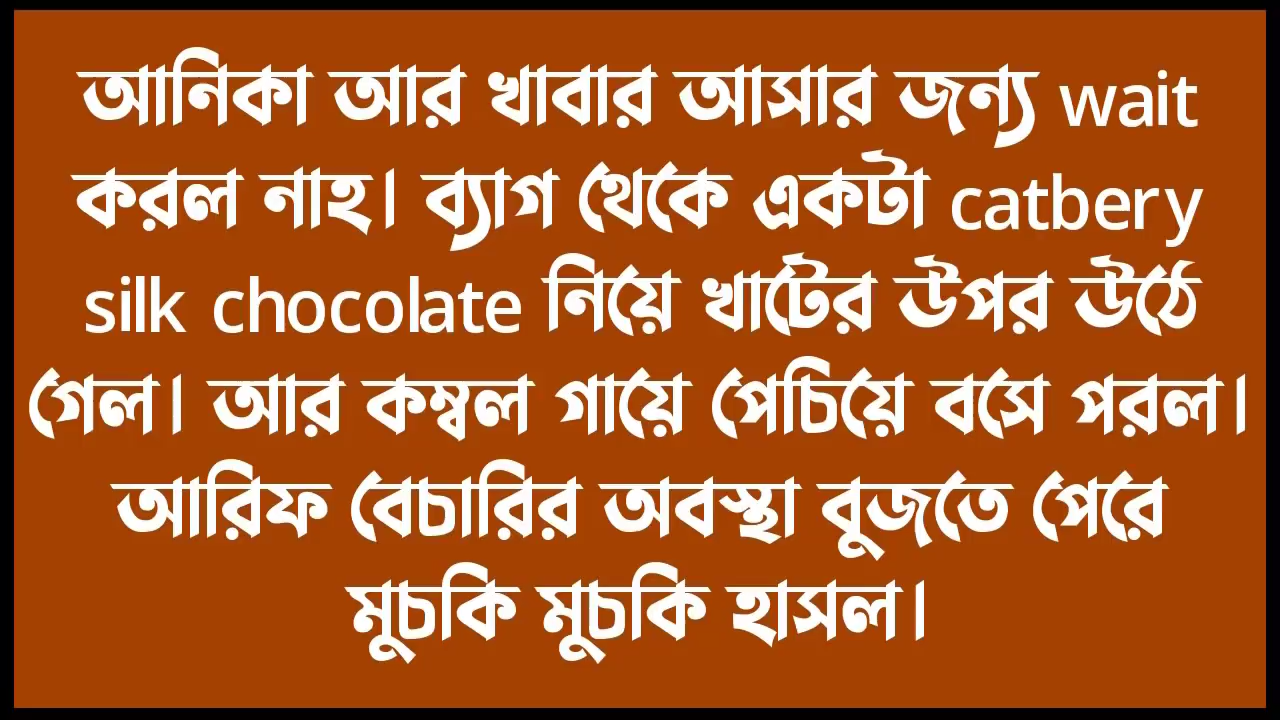 আনিকা আর খাবার আসার জন্য wait
করল নাহ। ব্যাগ থেকে একটা catbery
silk chocolate নিয়ে খাটের উপর উঠে
গেল। আর কম্বল গায়ে পেচিয়ে বসে পরল।
আরিফ বেচারির অবস্থা বুজতে পেরে
মুচকি মুচকি হাসল।